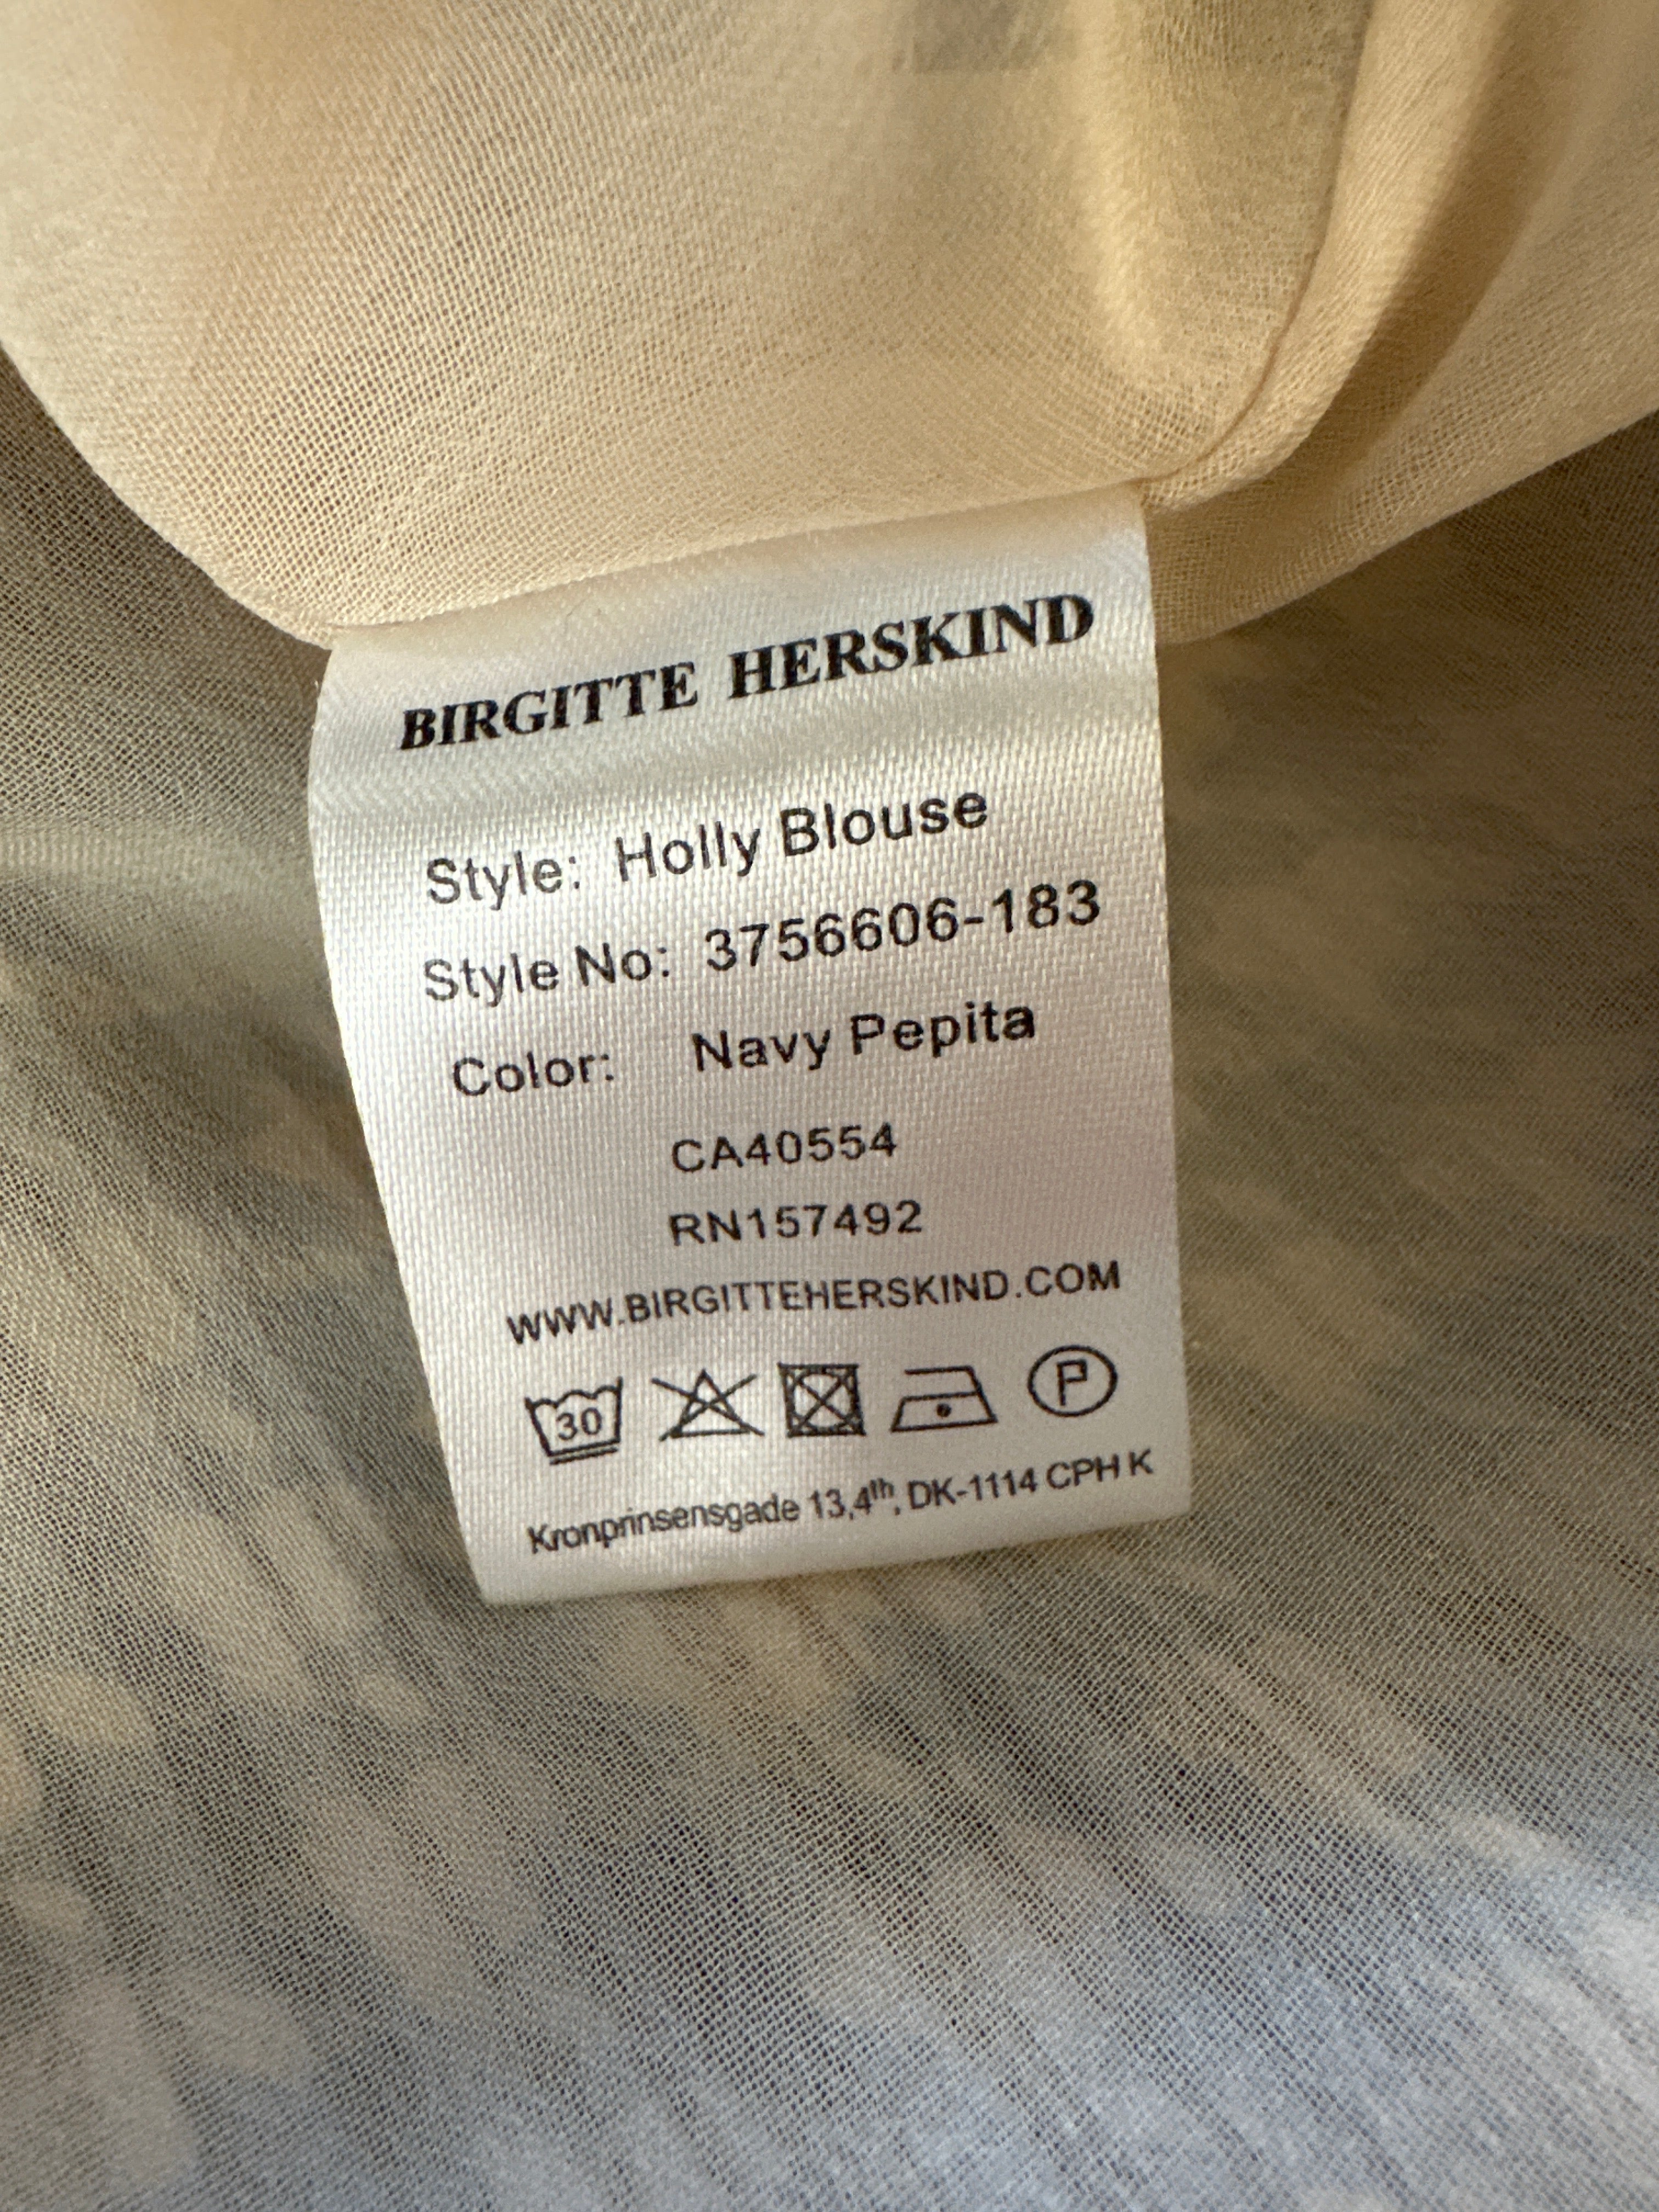 BIRGITTE HERSKIND
Style: Holly Blouse
Style No: 3756606-183
Color: Navy Pepita
CA40554
RN157492
WWW.BIRGITTEHERSKIND.COM
30 P
Kronprinsensgade 13,4th, DK-1114 CPH K